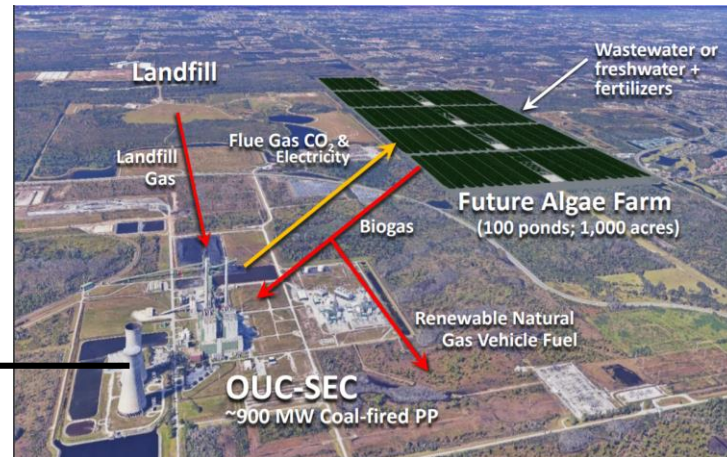 Landfill
Wastewater or
freshwater +
fertilizers
Flue Gas CO₂ &
Electricity
Landfill
Gas
Future Algae Farm
(100 ponds; 1,000 acres)
Biogas
Renewable Natural
Gas Vehicle Fuel
OUC-SEC
~900 MW Coal-fired PP